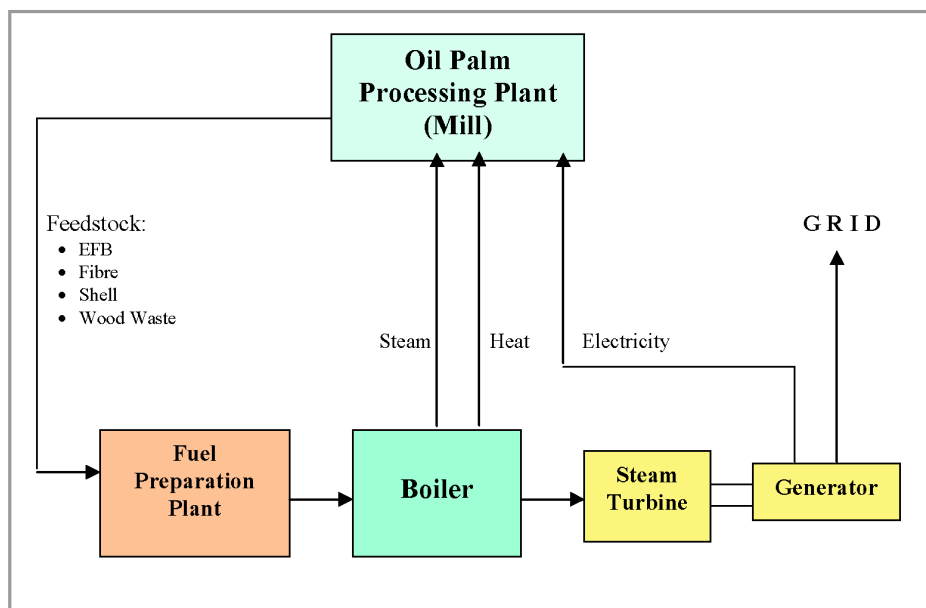 Oil Palm
Processing Plant
(Mill)
Feedstock:
• EFB
• Fibre
• Shell
• Wood Waste
G R I D
Steam
Heat
Electricity
Fuel
Preparation
Plant
Boiler
Steam
Turbine
Generator